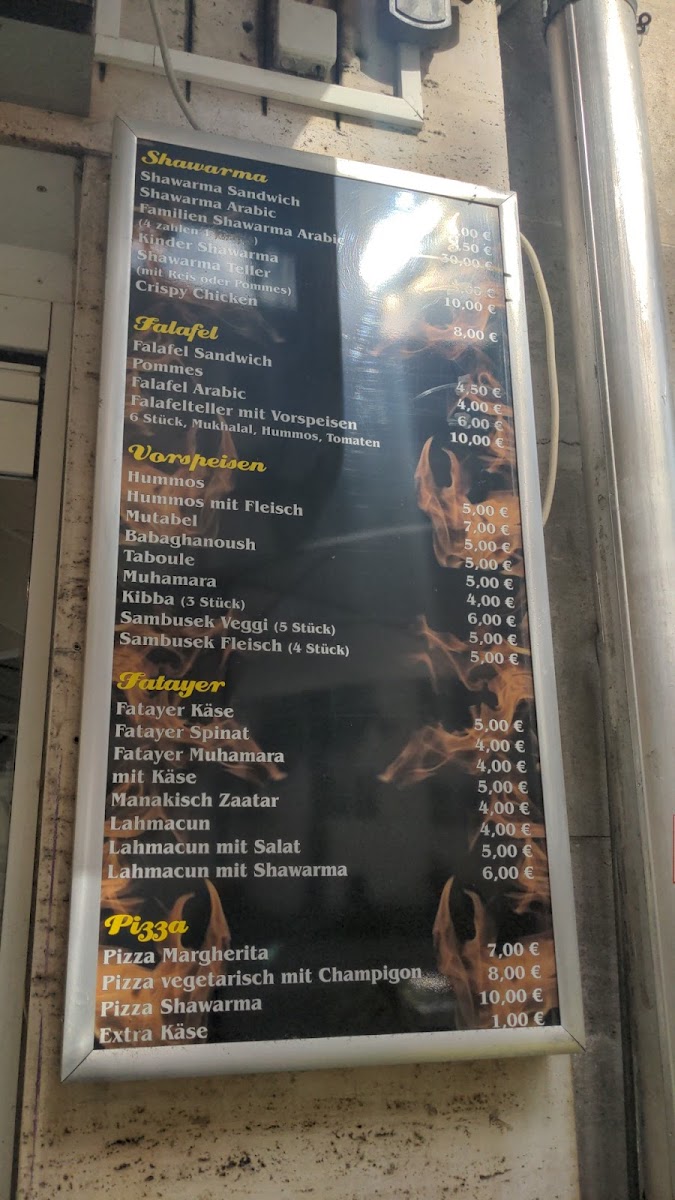 Shawarma
Shawarma Sandwich
Shawarma Arabic ,50 €
Familien Shawarma Arabic 30,00 €
(4 zahlen
Kinder Shawarma
Shawarma Teller 10,00 €
(mit Reis oder Pommes)
Crispy Chicken 8,00 €
Falafel
Falafel Sandwich 4,50 €
Pommes 4,00 €
Falafel Arabic 6,00 €
Falafelteller mit Vorspeisen 10,00 €
6 Stück, Mukhalal, Hummos, Tomaten
Vorspeisen
Hummos 5,00 €
Hummos mit Fleisch 7,00 €
Mutabel 5,00 €
Babaghanoush 5,00 €
Taboule 5,00 €
Muhamara 4,00 €
Kibba (3 Stück) 6,00 €
Sambusek Veggi (5 Stück) 5,00 €
Sambusek Fleisch (4 Stück) 5,00 €
Fatayer
Fatayer Käse 5,00 €
Fatayer Spinat 4,00 €
Fatayer Muhamara 4,00 €
mit Käse 5,00 €
Manakisch Zaatar 4,00 €
Lahmacun 4,00 €
Lahmacun mit Salat 5,00 €
Lahmacun mit Shawarma 6,00 €
Pizza
Pizza Margherita 7,00 €
Pizza vegetarisch mit Champigon 8,00 €
Pizza Shawarma 10,00 €
Extra Käse 1,00 €